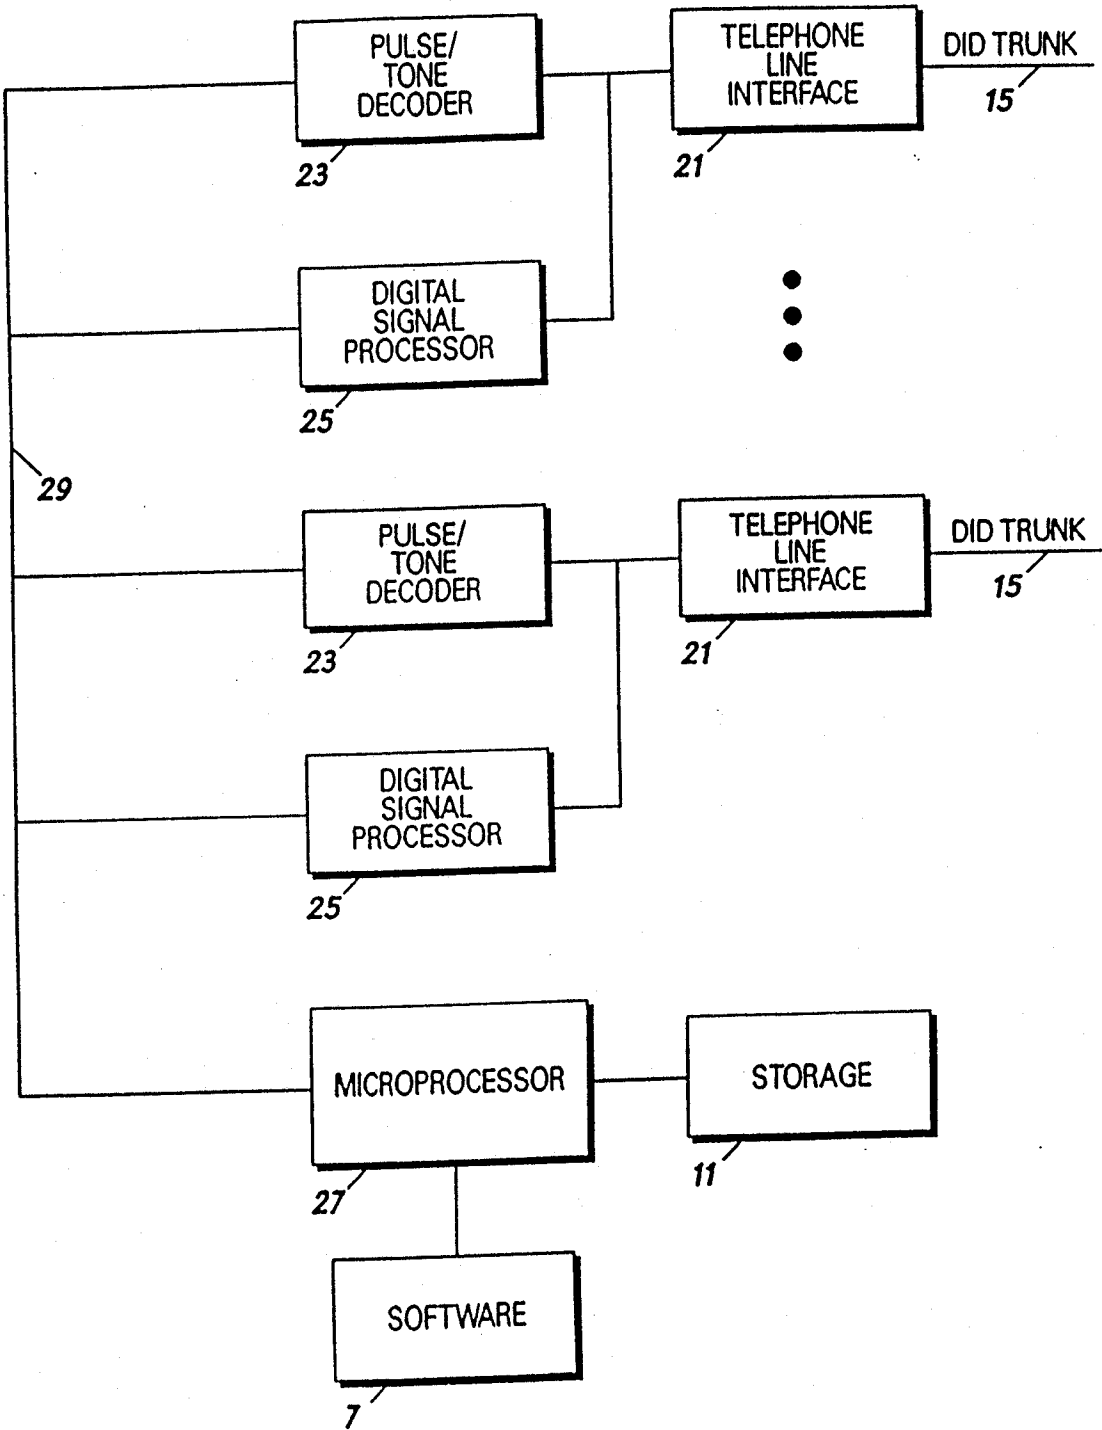 PULSE/
TONE
DECODER
23
TELEPHONE
LINE
INTERFACE
21
DID TRUNK
15
DIGITAL
SIGNAL
PROCESSOR
25
29
PULSE/
TONE
DECODER
23
TELEPHONE
LINE
INTERFACE
21
DID TRUNK
15
DIGITAL
SIGNAL
PROCESSOR
25
MICROPROCESSOR
27
STORAGE
11
SOFTWARE
7